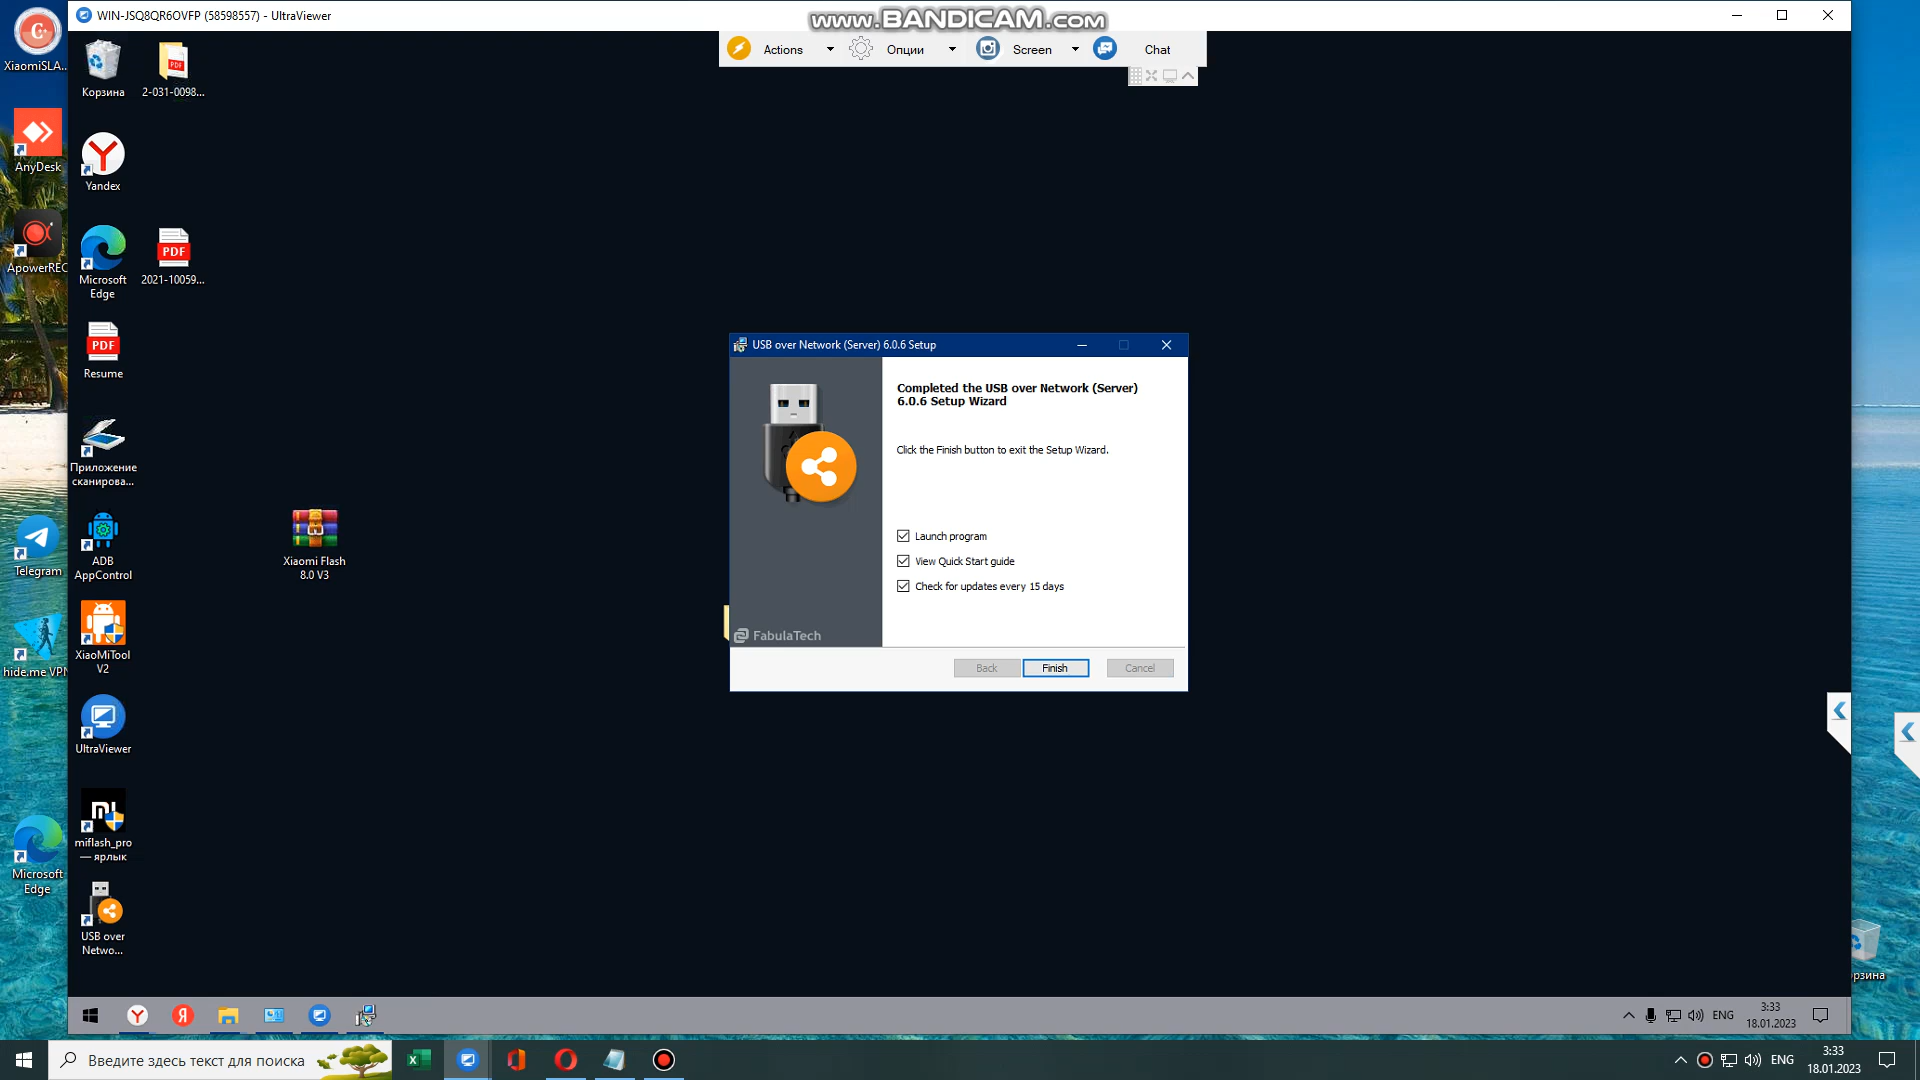 WIN-JSQ8QR6OVFP (58598557) - UltraViewer
www.BANDICAM.com
Actions
Опции
Screen
Chat
XiaomiSLA...
AnyDesk
ApowerREC
Telegram
hide.me VPN
Microsoft
Edge
Корзина
2-031-0098...
Yandex
Microsoft
Edge
PDF
2021-10059...
PDF
Resume
Приложение
сканирова...
ADB
AppControl
Xiaomi Flash
8.0 V3
XiaoMiTool
V2
UltraViewer
miflash_pro
— ярлык
USB over
Netwo...
USB over Network (Server) 6.0.6 Setup
Completed the USB over Network (Server)
6.0.6 Setup Wizard
Click the Finish button to exit the Setup Wizard.
Launch program
View Quick Start guide
Check for updates every 15 days
FabulaTech
Back
Finish
Cancel
рзина
ENG
3:33
18.01.2023
Введите здесь текст для поиска
ENG
3:33
18.01.2023